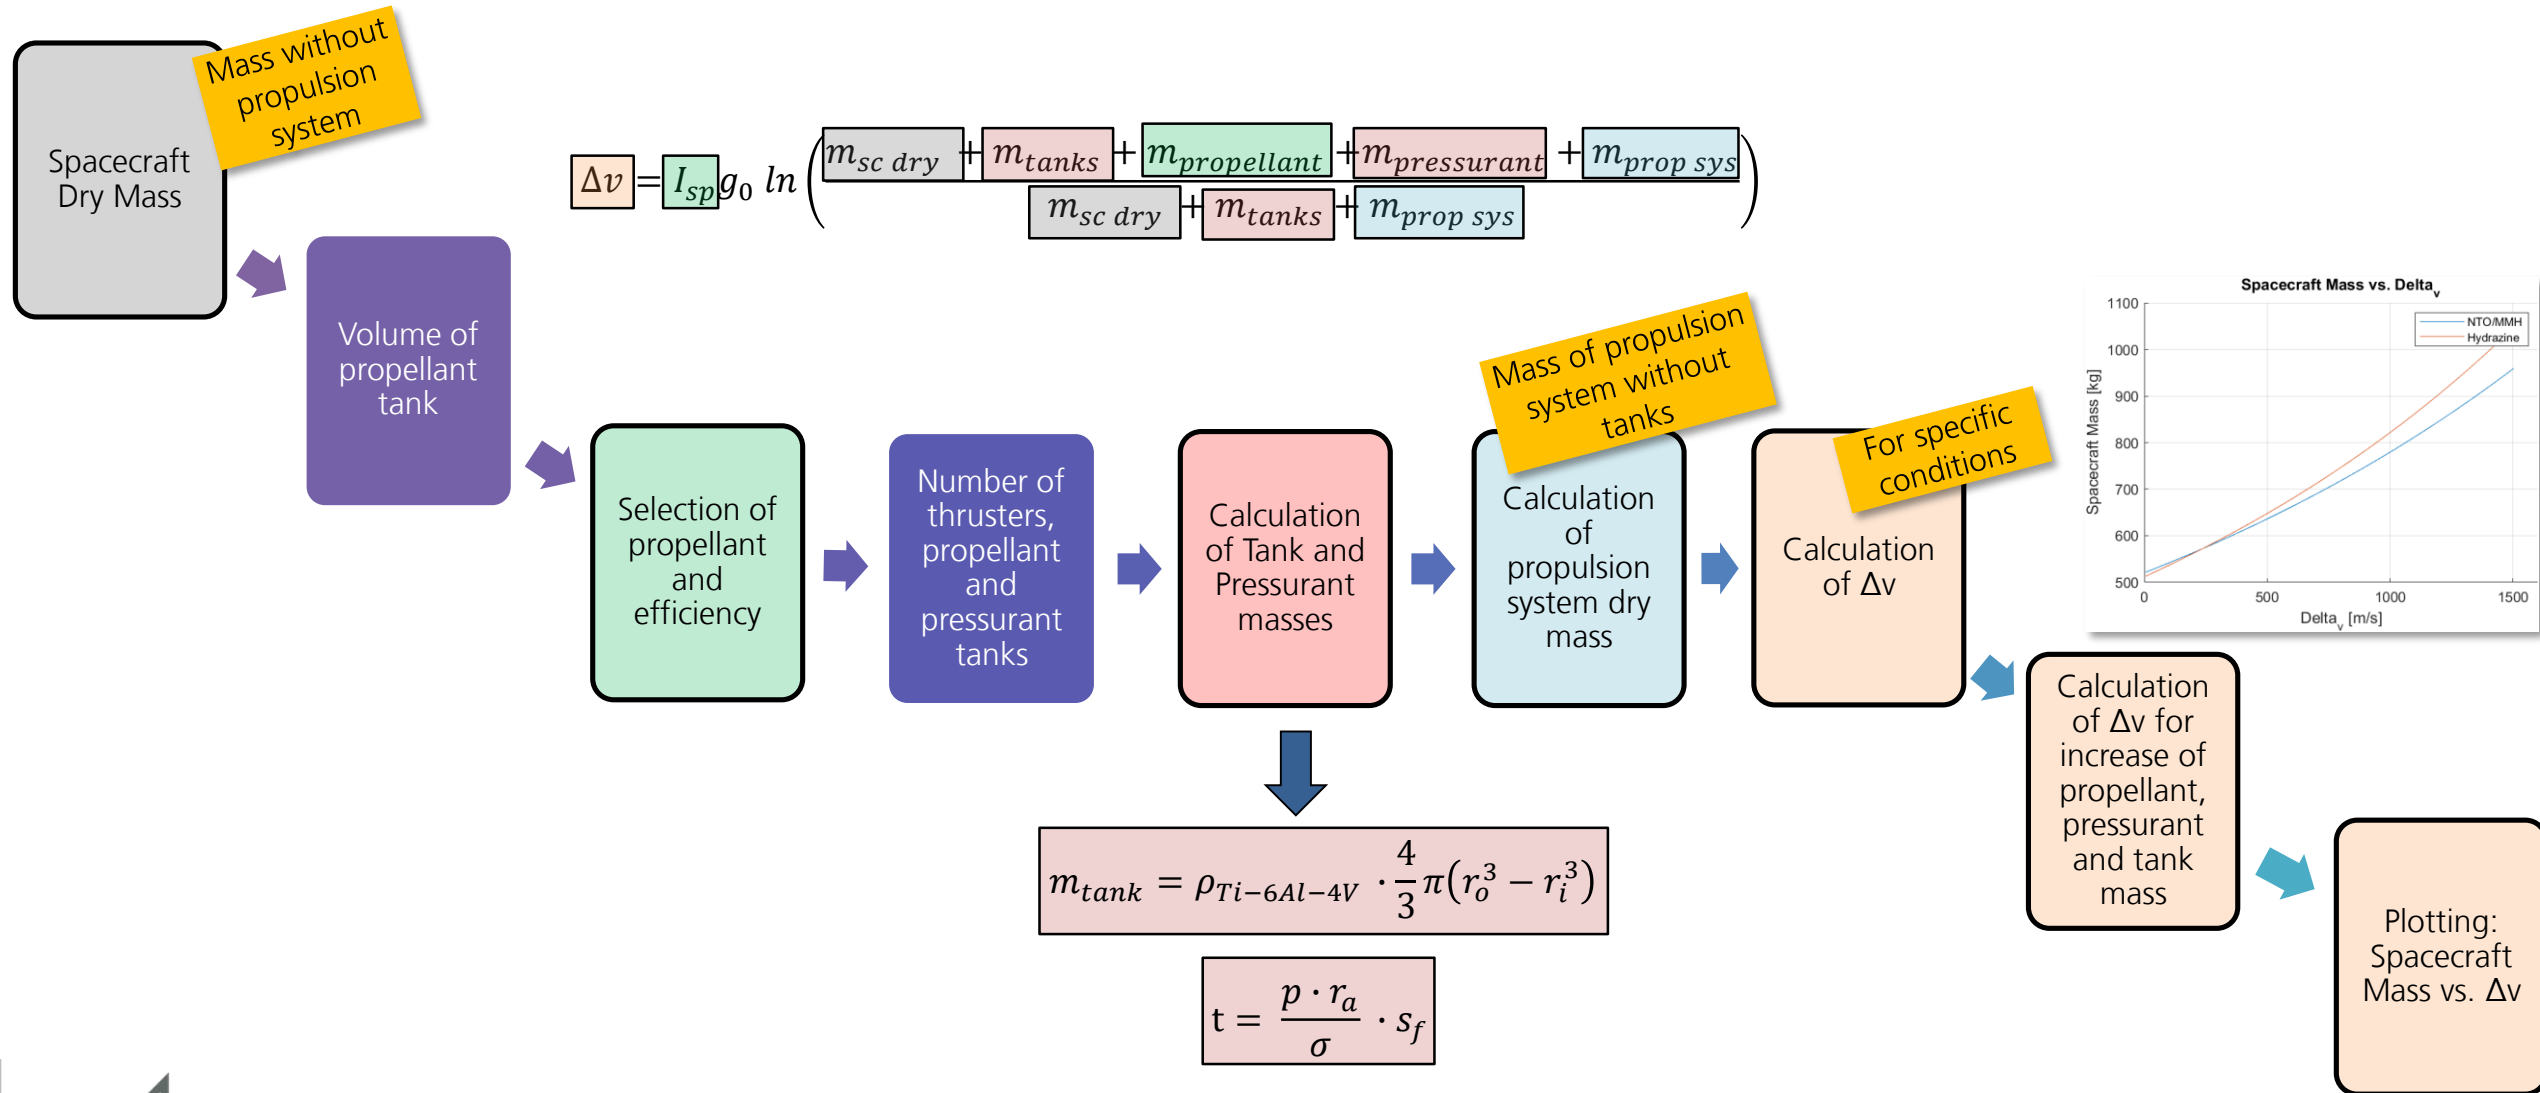 Spacecraft
Dry Mass
Mass without
propulsion
system
Δv = I_sp g_0 ln ( (m_sc dry + m_tanks + m_propellant + m_pressurant + m_prop sys) / (m_sc dry + m_tanks + m_prop sys) )
Volume of
propellant
tank
Selection of
propellant
and
efficiency
Number of
thrusters,
propellant
and
pressurant
tanks
Calculation
of Tank and
Pressurant
masses
Mass of propulsion
system without
tanks
Calculation
of
propulsion
system dry
mass
For specific
conditions
Calculation
of Δv
Spacecraft Mass vs. Delta_v
1100
1000
900
800
700
600
500
Spacecraft Mass [kg]
NTO/MMH
Hydrazine
0 500 1000 1500
Delta_v [m/s]
Calculation
of Δv for
increase of
propellant,
pressurant
and tank
mass
Plotting:
Spacecraft
Mass vs. Δv
m_tank = ρ_Ti−6Al−4V · 4/3 π(r_o^3 − r_i^3)
t = (p · r_a) / σ · s_f